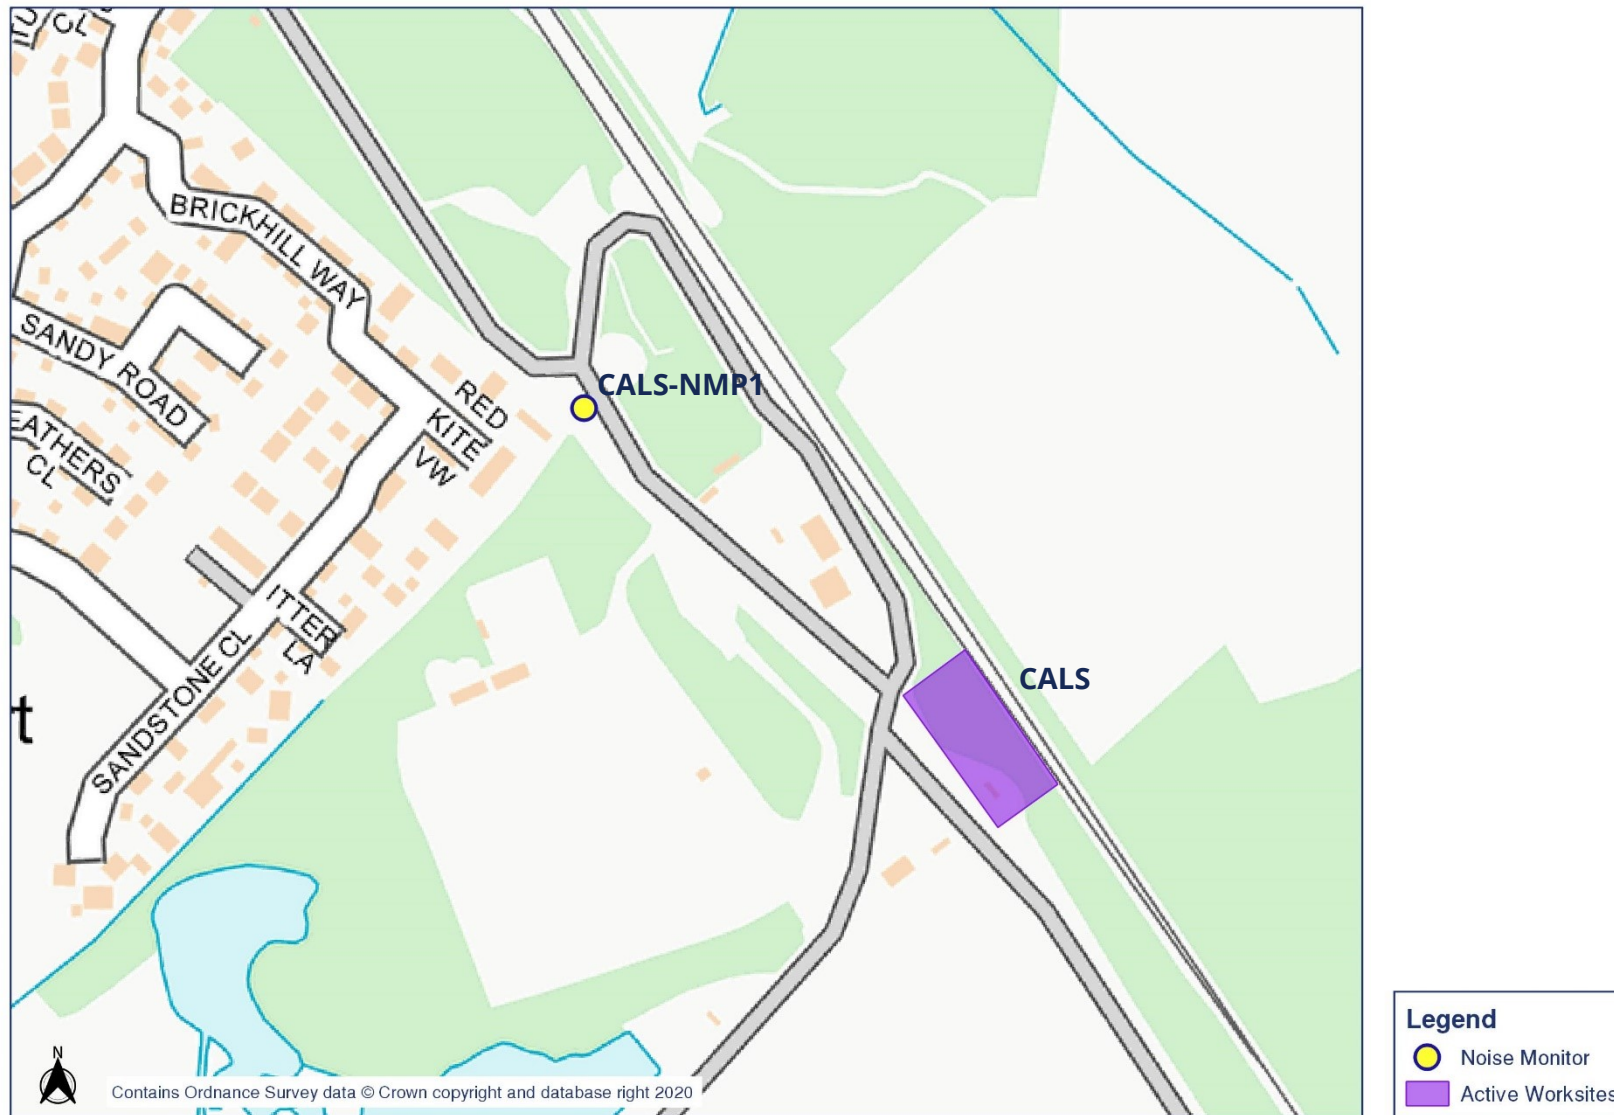 CL
BRICKHILL WAY
SANDY ROAD
RED
KITE
VW
CALS-NMP1
EATHERS
CL
ITTER
LA
SANDSTONE CL
CALS
t
N
Contains Ordnance Survey data © Crown copyright and database right 2020
Legend
Noise Monitor
Active Worksites